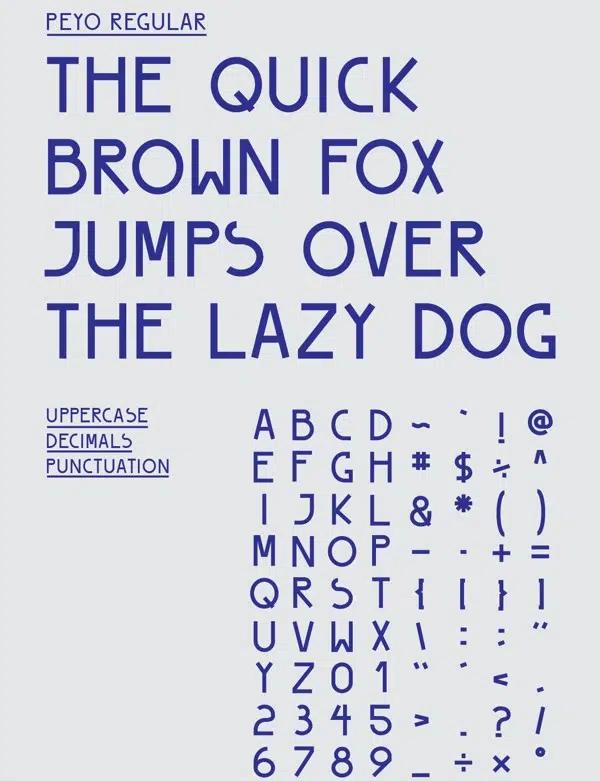 PEYO REGULAR
THE QUICK
BROWN FOX
JUMPS OVER
THE LAZY DOG
UPPERCASE
DECIMALS
PUNCTUATION
A B C D ~ ` ! @
E F G H # $ ÷ ^
I J K L & * ( )
M N O P – - + =
Q R S T { [ } ]
U V W X \ : ; "
Y Z 0 1 " ' < ,
2 3 4 5 > . ? /
6 7 8 9 _ ÷ × °